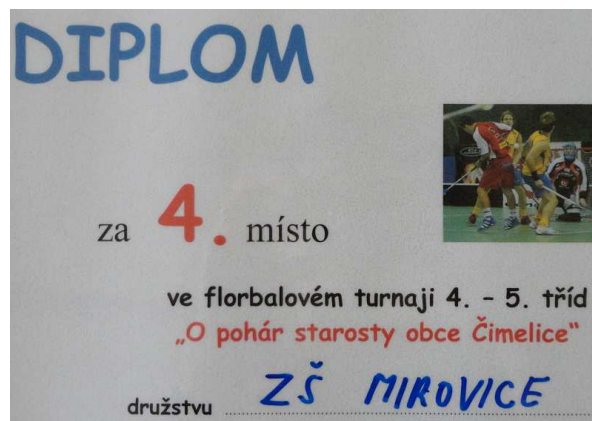 DIPLOM
za 4. místo
ve florbalovém turnaji 4. – 5. tříd
„O pohár starosty obce Čimelice“
družstvu ZŠ MIROVICE